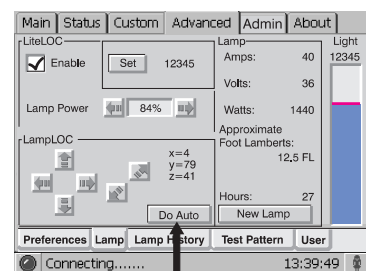 Main Status Custom Advanced Admin About
LiteLOC
Enable Set 12345
Lamp Power 84%
Lamp
Amps: 40
Volts: 36
Watts: 1440
Approximate
Foot Lamberts:
12.5 FL
Hours: 27
New Lamp
Light
12345
LampLOC
x=4
y=79
z=41
Do Auto
Preferences Lamp Lamp History Test Pattern User
Connecting....... 13:39:49